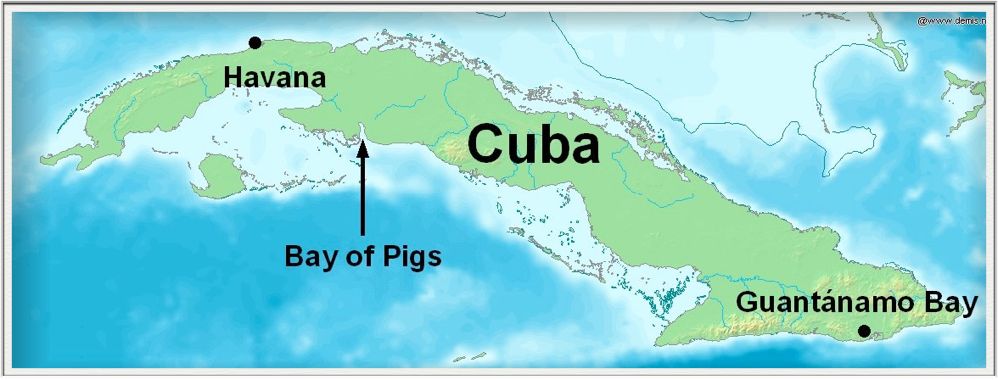 @www.demis.n
Havana
Cuba
Bay of Pigs
Guantánamo Bay